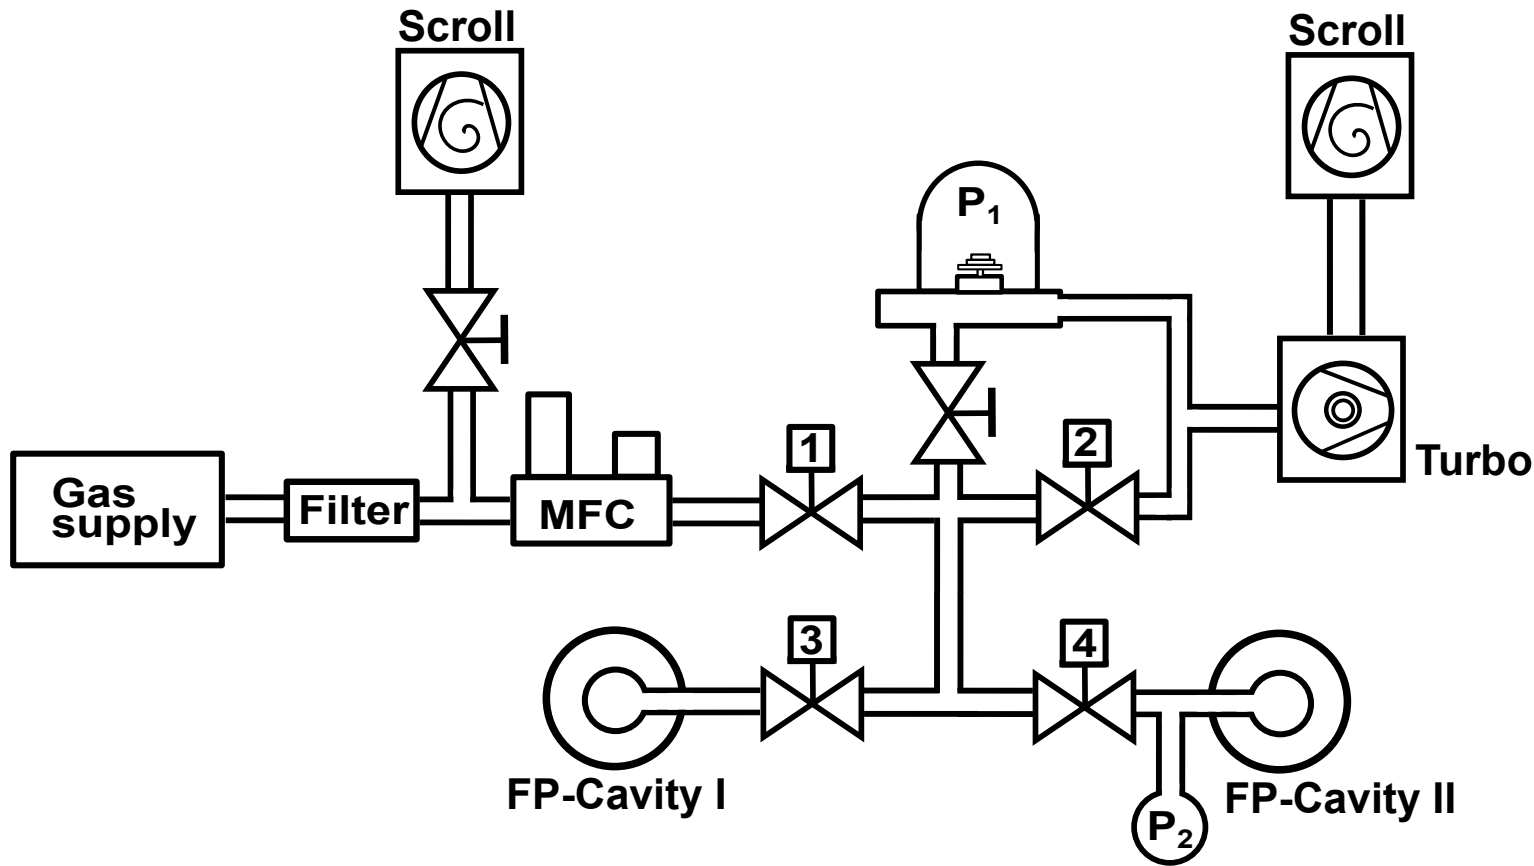 Scroll
Scroll
P1
1
2
Turbo
Gas
supply
Filter
MFC
3
4
FP-Cavity I
FP-Cavity II
P2